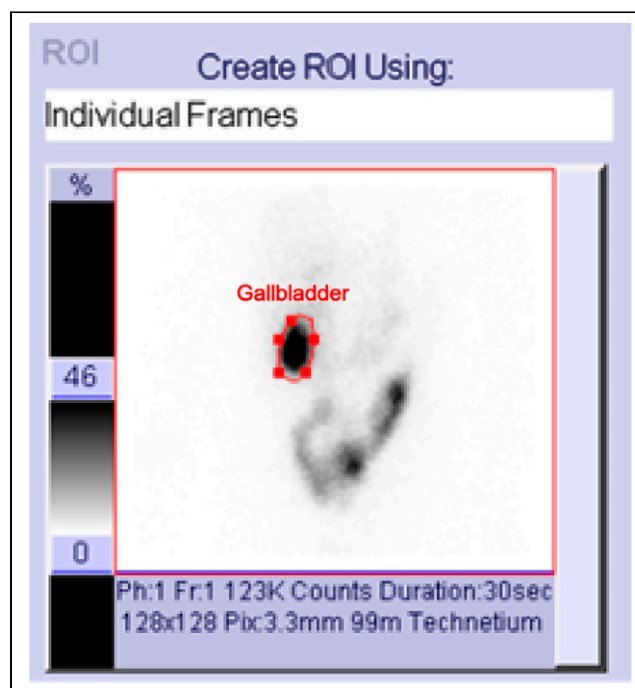 ROI
Create ROI Using:
Individual Frames
%
Gallbladder
46
0
Ph:1 Fr:1 123K Counts Duration:30sec
128x128 Pix:3.3mm 99m Technetium